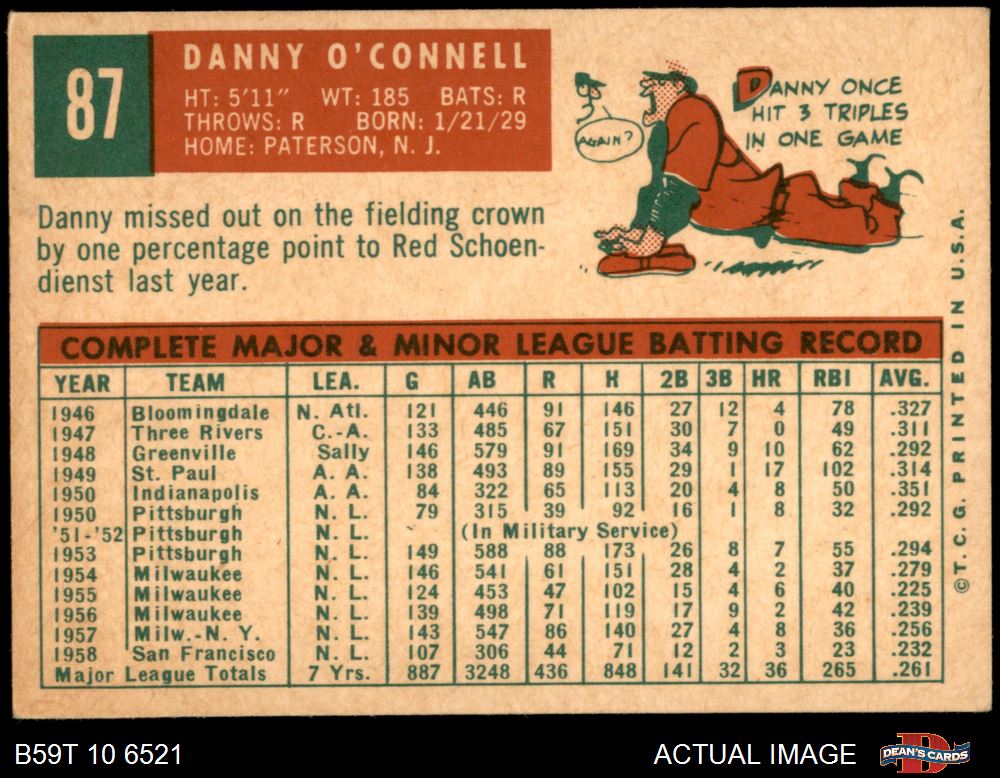 87
DANNY O'CONNELL
HT: 5'11" WT: 185 BATS: R
THROWS: R BORN: 1/21/29
HOME: PATERSON, N. J.
AGAIN?
DANNY ONCE
HIT 3 TRIPLES
IN ONE GAME
Danny missed out on the fielding crown
by one percentage point to Red Schoen-
dienst last year.
COMPLETE MAJOR & MINOR LEAGUE BATTING RECORD
YEAR TEAM LEA. G AB R H 2B 3B HR RBI AVG.
1946 Bloomingdale N. Atl. 121 446 91 146 27 12 4 78 .327
1947 Three Rivers C.-A. 133 485 67 151 30 7 0 49 .311
1948 Greenville Sally 146 579 91 169 34 9 10 62 .292
1949 St. Paul A. A. 138 493 89 155 29 1 17 102 .314
1950 Indianapolis A. A. 84 322 65 113 20 4 8 50 .351
1950 Pittsburgh N. L. 79 315 39 92 16 1 8 32 .292
'51-'52 Pittsburgh N. L. (In Military Service)
1953 Pittsburgh N. L. 149 588 88 173 26 8 7 55 .294
1954 Milwaukee N. L. 146 541 61 151 28 4 2 37 .279
1955 Milwaukee N. L. 124 453 47 102 15 4 6 40 .225
1956 Milwaukee N. L. 139 498 71 119 17 9 2 42 .239
1957 Milw.-N. Y. N. L. 143 547 86 140 27 4 8 36 .256
1958 San Francisco N. L. 107 306 44 71 12 2 3 23 .232
Major League Totals 7 Yrs. 887 3248 436 848 141 32 36 265 .261
©T. C. G. PRINTED IN U.S.A.
B59T 10 6521
ACTUAL IMAGE
DEAN'S CARDS